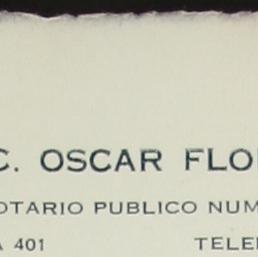 C. OSCAR FLO
OTARIO PUBLICO NUM
A 401 TELE